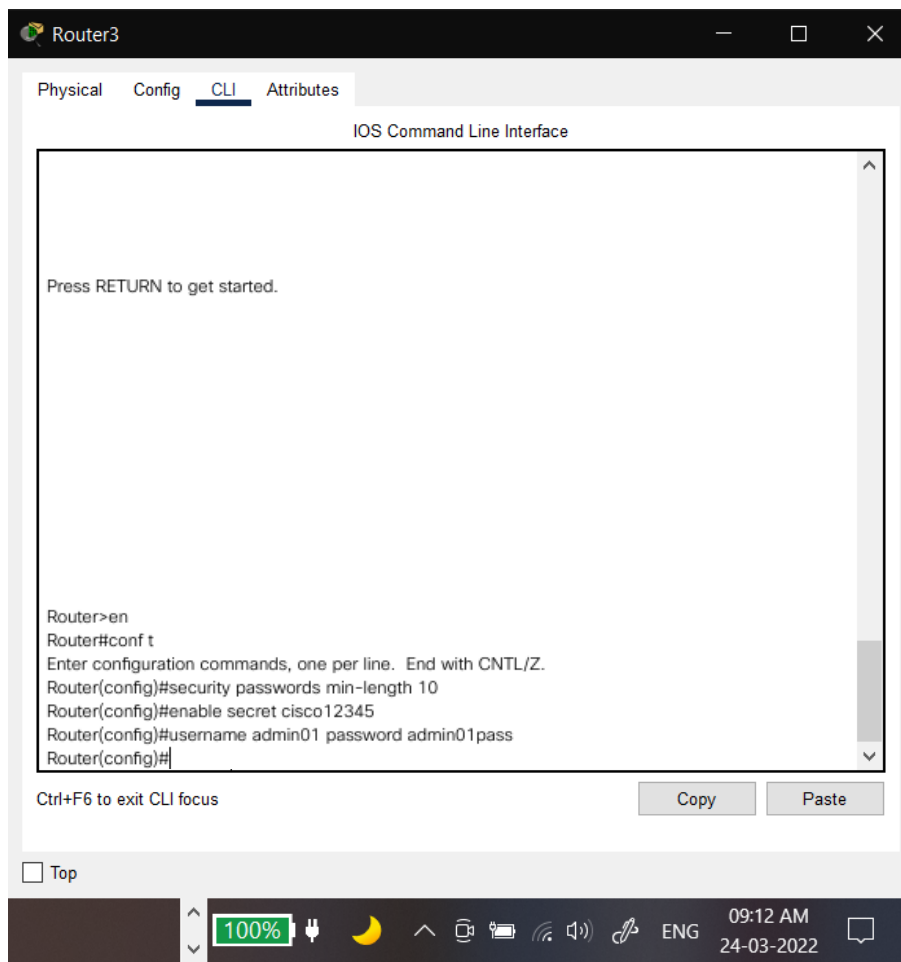 Router3
Physical Config CLI Attributes
IOS Command Line Interface
Press RETURN to get started.
Router>en
Router#conf t
Enter configuration commands, one per line.  End with CNTL/Z.
Router(config)#security passwords min-length 10
Router(config)#enable secret cisco12345
Router(config)#username admin01 password admin01pass
Router(config)#
Ctrl+F6 to exit CLI focus
Copy Paste
Top
100% ENG 09:12 AM
24-03-2022